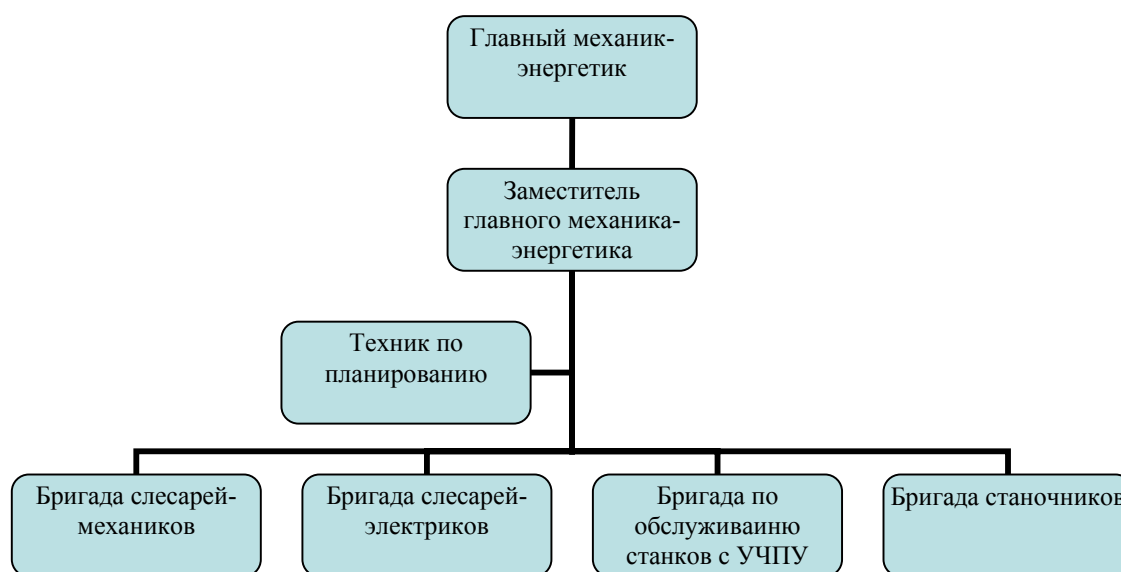 Главный механик-
энергетик
Заместитель
главного механика-
энергетика
Техник по
планированию
Бригада слесарей-
механиков
Бригада слесарей-
электриков
Бригада по
обслуживаиню
станков с УЧПУ
Бригада станочников